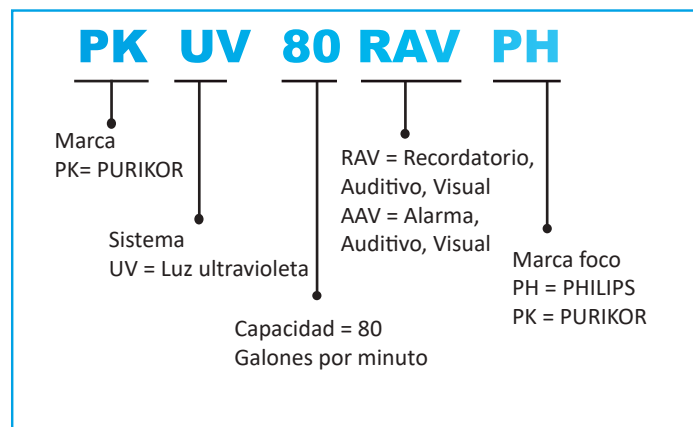 PK UV 80 RAV PH
Marca
PK= PURIKOR
Sistema
UV = Luz ultravioleta
Capacidad = 80
Galones por minuto
RAV = Recordatorio,
Auditivo, Visual
AAV = Alarma,
Auditivo, Visual
Marca foco
PH = PHILIPS
PK = PURIKOR